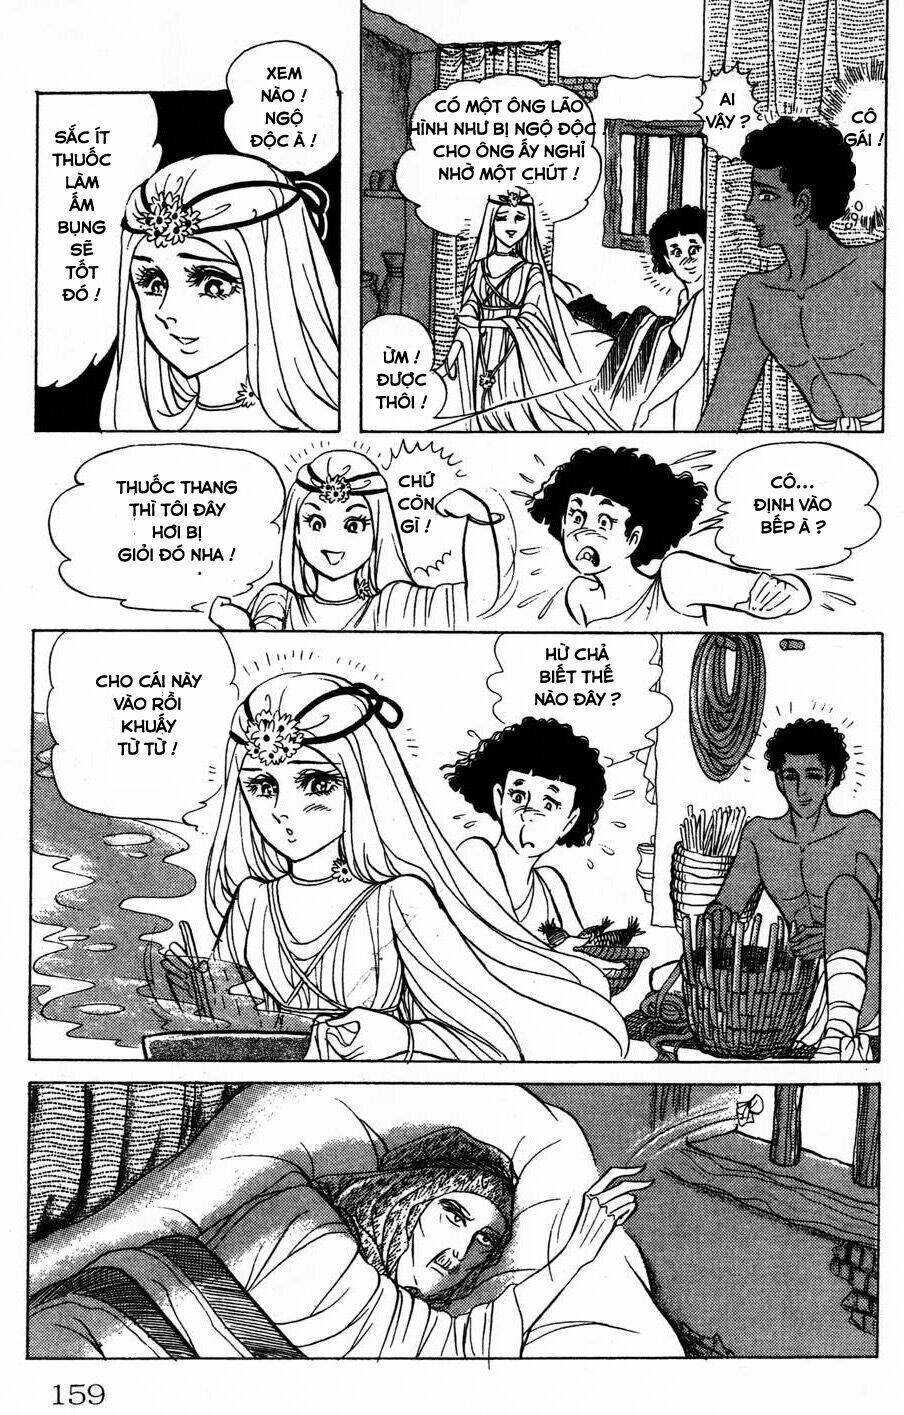 CÔ
GÁI !
AI
VẬY ?
CÓ MỘT ÔNG LÃO
HÌNH NHƯ BỊ NGỘ ĐỘC
CHO ÔNG ẤY NGHỈ
NHỜ MỘT CHÚT !
ỪM !
ĐƯỢC
THÔI !
XEM
NÀO !
NGỘ
ĐỘC À !
SẮC ÍT
THUỐC
LÀM
ẤM
BỤNG
SẼ
TỐT
ĐÓ !
CÔ...
ĐỊNH VÀO
BẾP À ?
CHỨ
CÒN
GÌ !
THUỐC THANG
THÌ TÔI ĐÂY
HƠI BỊ
GIỎI ĐÓ NHA !
HỪ CHẢ
BIẾT THẾ
NÀO ĐÂY ?
CHO CÁI NÀY
VÀO RỒI
KHUẤY
TỪ TỪ !
159